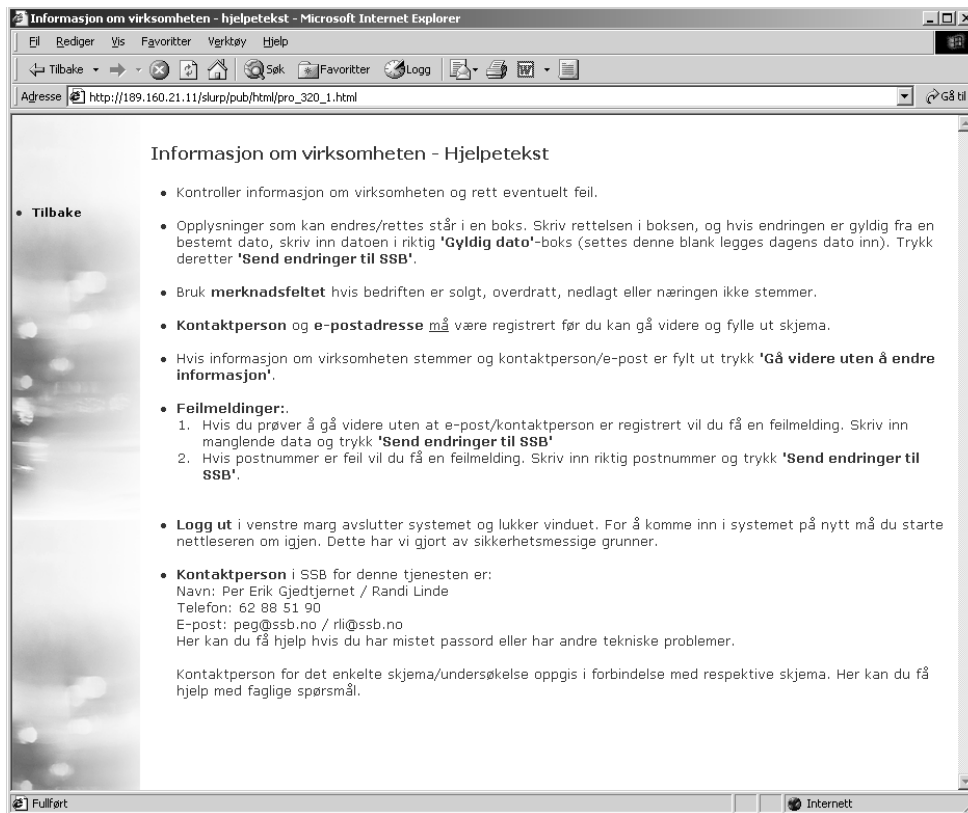 Informasjon om virksomheten - hjelpetekst - Microsoft Internet Explorer
Fil Rediger Vis Favoritter Verktøy Hjelp
Tilbake Søk Favoritter Logg
Adresse http://189.160.21.11/slurp/pub/html/pro_320_1.html Gå til
Informasjon om virksomheten - Hjelpetekst
• Kontroller informasjon om virksomheten og rett eventuelt feil.
• Tilbake
• Opplysninger som kan endres/rettes står i en boks. Skriv rettelsen i boksen, og hvis endringen er gyldig fra en
bestemt dato, skriv inn datoen i riktig 'Gyldig dato'-boks (settes denne blank legges dagens dato inn). Trykk
deretter 'Send endringer til SSB'.
• Bruk merknadsfeltet hvis bedriften er solgt, overdratt, nedlagt eller næringen ikke stemmer.
• Kontaktperson og e-postadresse må være registrert før du kan gå videre og fylle ut skjema.
• Hvis informasjon om virksomheten stemmer og kontaktperson/e-post er fylt ut trykk 'Gå videre uten å endre
informasjon'.
• Feilmeldinger:.
1. Hvis du prøver å gå videre uten at e-post/kontaktperson er registrert vil du få en feilmelding. Skriv inn
manglende data og trykk 'Send endringer til SSB'
2. Hvis postnummer er feil vil du få en feilmelding. Skriv inn riktig postnummer og trykk 'Send endringer til
SSB'.
• Logg ut i venstre marg avslutter systemet og lukker vinduet. For å komme inn i systemet på nytt må du starte
nettleseren om igjen. Dette har vi gjort av sikkerhetsmessige grunner.
• Kontaktperson i SSB for denne tjenesten er:
Navn: Per Erik Gjedtjernet / Randi Linde
Telefon: 62 88 51 90
E-post: peg@ssb.no / rli@ssb.no
Her kan du få hjelp hvis du har mistet passord eller har andre tekniske problemer.
Kontaktperson for det enkelte skjema/undersøkelse oppgis i forbindelse med respektive skjema. Her kan du få
hjelp med faglige spørsmål.
Fullført Internett